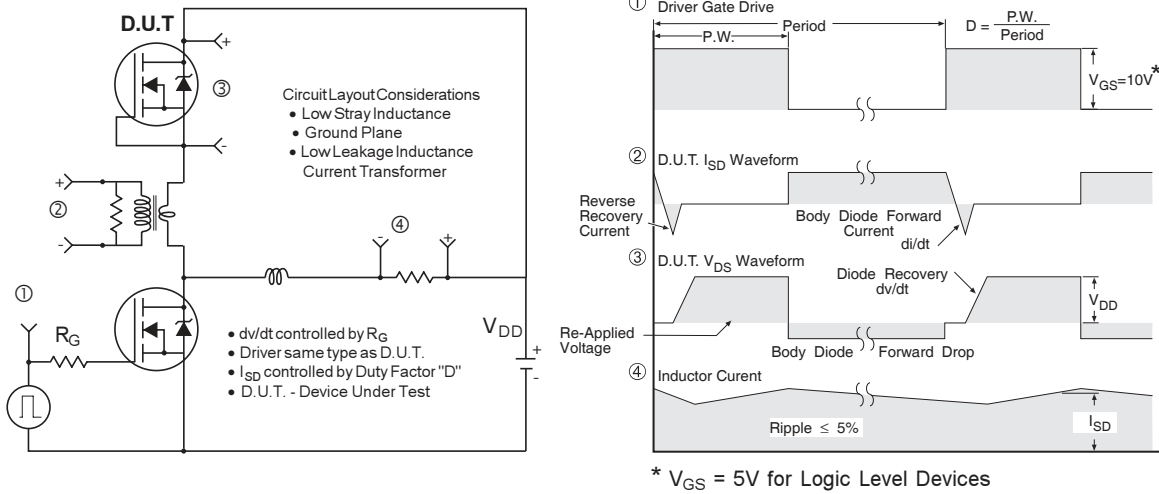 D.U.T
+
③
-
Circuit Layout Considerations
• Low Stray Inductance
• Ground Plane
• Low Leakage Inductance
Current Transformer
+
②
-
④
- +
①
R_G
• dv/dt controlled by R_G
• Driver same type as D.U.T.
• I_SD controlled by Duty Factor "D"
• D.U.T. - Device Under Test
V_DD
+
-
① Driver Gate Drive
P.W.
Period
D = P.W. / Period
V_GS=10V*
② D.U.T. I_SD Waveform
Reverse
Recovery
Current
Body Diode Forward
Current
di/dt
③ D.U.T. V_DS Waveform
Diode Recovery
dv/dt
V_DD
Re-Applied
Voltage
Body Diode Forward Drop
④ Inductor Curent
Ripple ≤ 5%
I_SD
* V_GS = 5V for Logic Level Devices